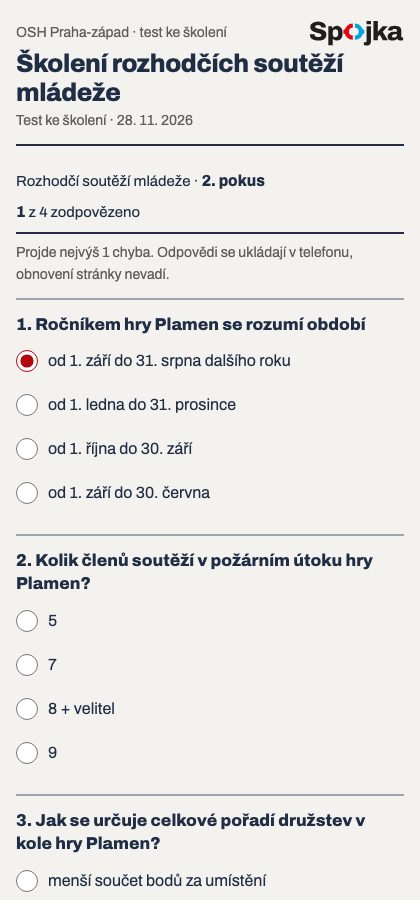 OSH Praha-západ · test ke školení
Spojka
Školení rozhodčích soutěží
mládeže
Test ke školení · 28. 11. 2026
Rozhodčí soutěží mládeže · 2. pokus
1 z 4 zodpovězeno
Projde nejvýš 1 chyba. Odpovědi se ukládají v telefonu,
obnovení stránky nevadí.
1. Ročníkem hry Plamen se rozumí období
od 1. září do 31. srpna dalšího roku
od 1. ledna do 31. prosince
od 1. října do 30. září
od 1. září do 30. června
2. Kolik členů soutěží v požárním útoku hry
Plamen?
5
7
8 + velitel
9
3. Jak se určuje celkové pořadí družstev v
kole hry Plamen?
menší součet bodů za umístění